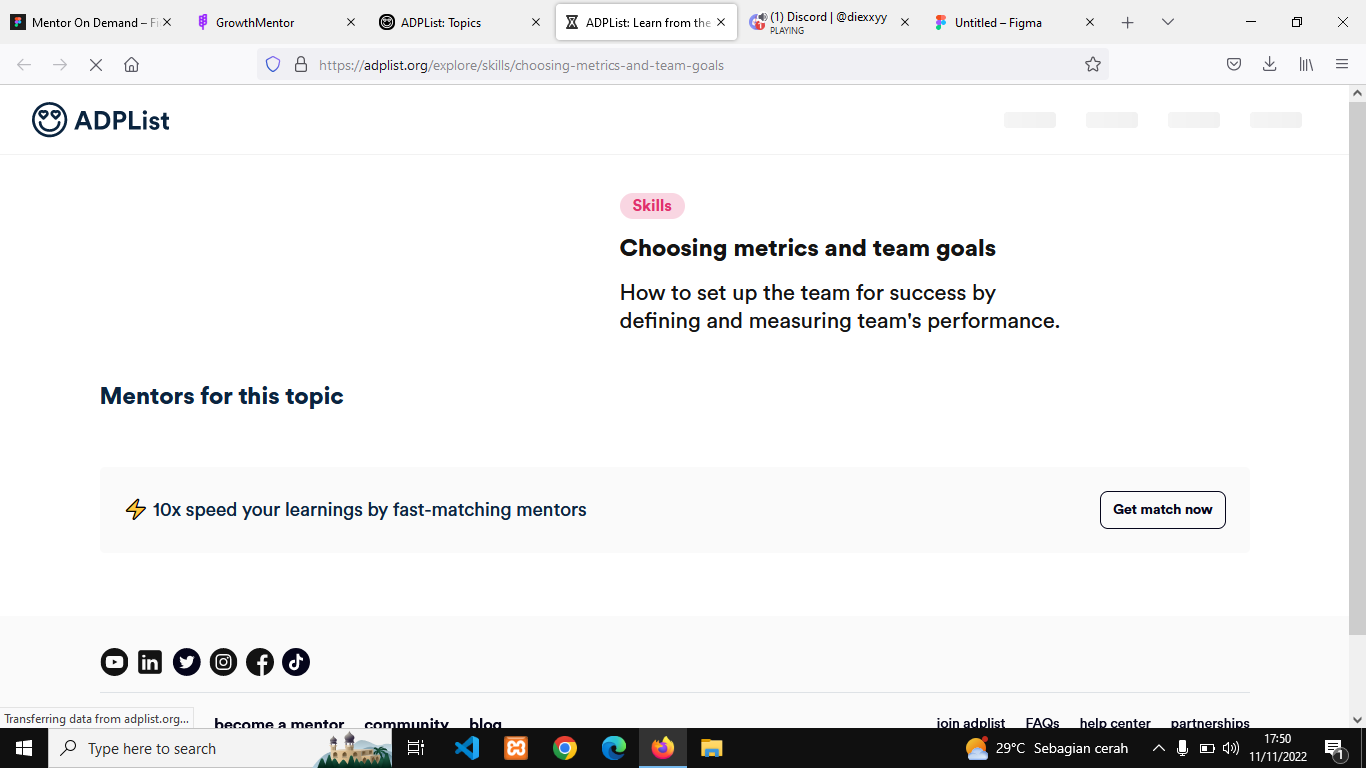 Mentor On Demand – Fi
GrowthMentor
ADPList: Topics
ADPList: Learn from the
(1) Discord | @diexxyy
PLAYING
Untitled – Figma
https://adplist.org/explore/skills/choosing-metrics-and-team-goals
ADPList
Skills
Choosing metrics and team goals
How to set up the team for success by
defining and measuring team's performance.
Mentors for this topic
10x speed your learnings by fast-matching mentors
Get match now
Transferring data from adplist.org...
become a mentor community blog
join adplist FAQs help center partnerships
Type here to search
29°C Sebagian cerah
17:50
11/11/2022
1